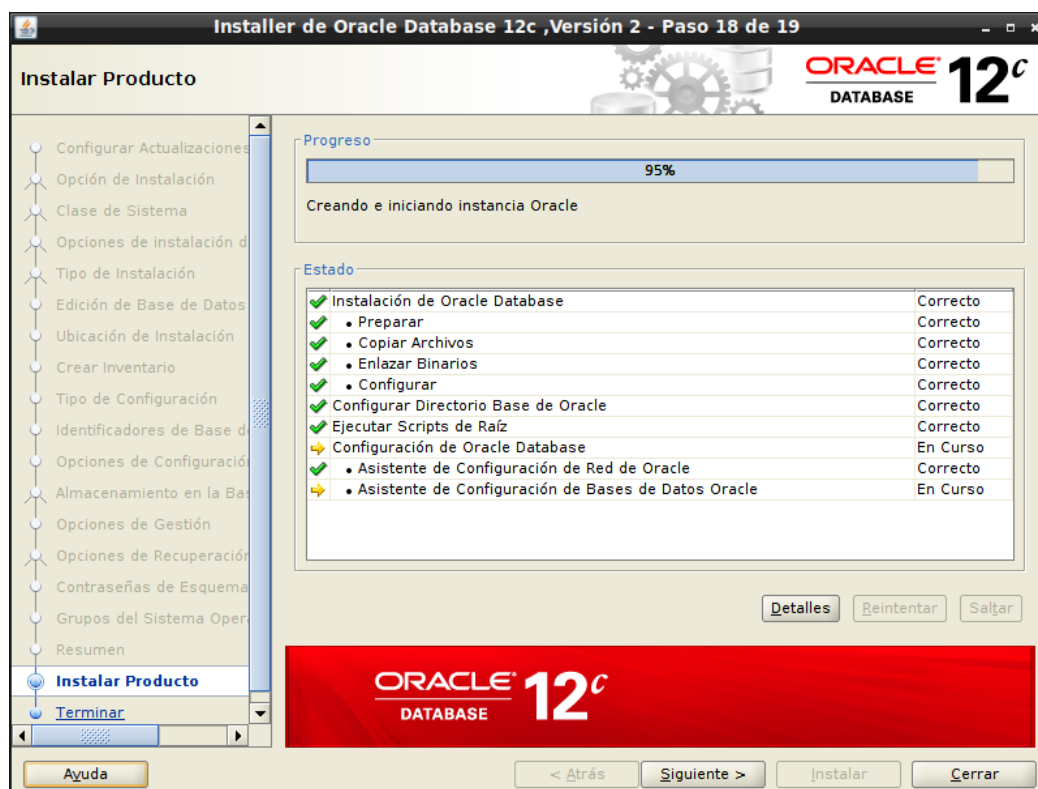 Installer de Oracle Database 12c ,Versión 2 - Paso 18 de 19
Instalar Producto
ORACLE DATABASE 12c
Configurar Actualizaciones
Opción de Instalación
Clase de Sistema
Opciones de instalación d
Tipo de Instalación
Edición de Base de Datos
Ubicación de Instalación
Crear Inventario
Tipo de Configuración
Identificadores de Base de
Opciones de Configuración
Almacenamiento en la Bas
Opciones de Gestión
Opciones de Recuperación
Contraseñas de Esquema
Grupos del Sistema Opera
Resumen
Instalar Producto
Terminar
Progreso
95%
Creando e iniciando instancia Oracle
Estado
Instalación de Oracle Database Correcto
• Preparar Correcto
• Copiar Archivos Correcto
• Enlazar Binarios Correcto
• Configurar Correcto
Configurar Directorio Base de Oracle Correcto
Ejecutar Scripts de Raíz Correcto
Configuración de Oracle Database En Curso
• Asistente de Configuración de Red de Oracle Correcto
• Asistente de Configuración de Bases de Datos Oracle En Curso
Detalles Reintentar Saltar
ORACLE DATABASE 12c
Ayuda < Atrás Siguiente > Instalar Cerrar